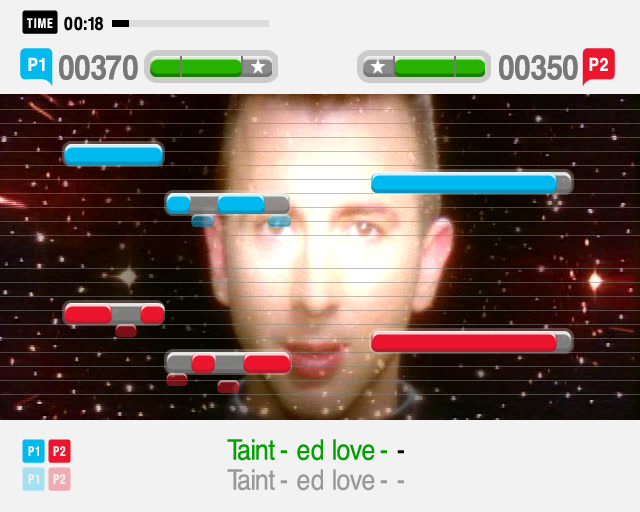 TIME 00:18
P1 00370 00350 P2
P1 P2 Taint - ed love - -
P1 P2 Taint - ed love - -